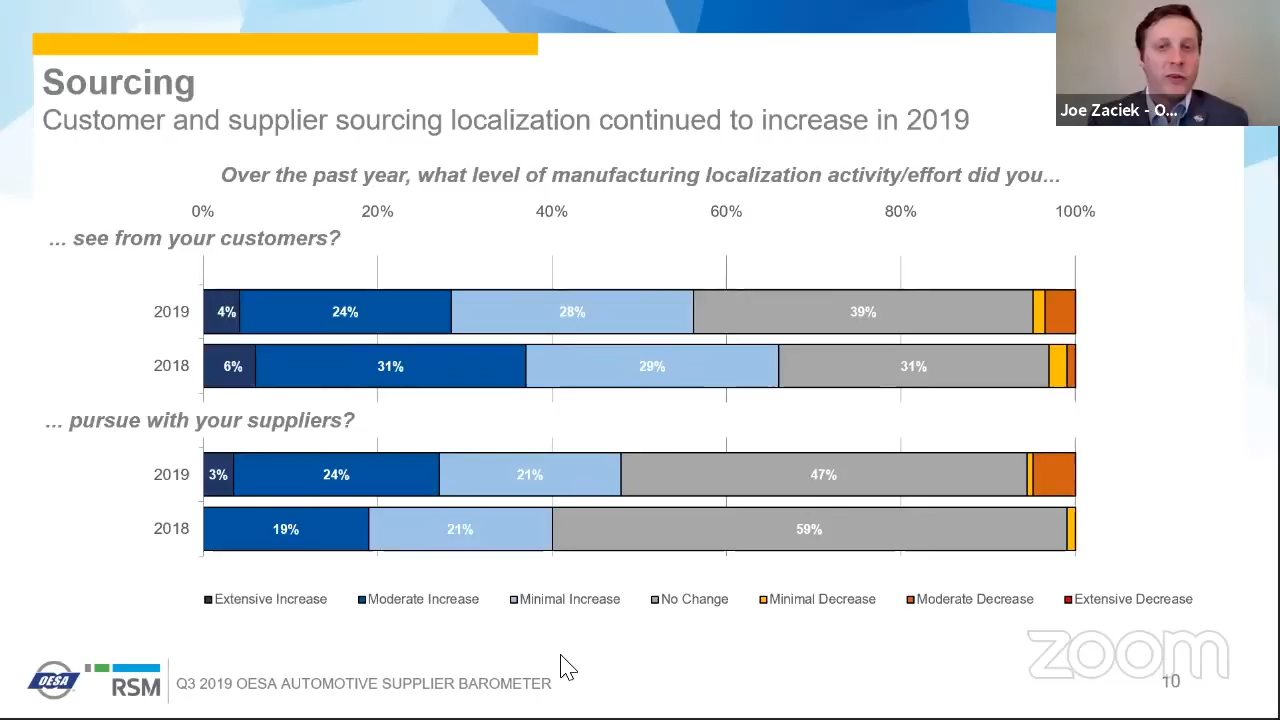 Sourcing
Customer and supplier sourcing localization continued to increase in 2019
Joe Zaciek - O...
Over the past year, what level of manufacturing localization activity/effort did you...
0% 20% 40% 60% 80% 100%
... see from your customers?
2019 4% 24% 28% 39%
2018 6% 31% 29% 31%
... pursue with your suppliers?
2019 3% 24% 21% 47%
2018 19% 21% 59%
Extensive Increase Moderate Increase Minimal Increase No Change Minimal Decrease Moderate Decrease Extensive Decrease
zoom
OESA RSM Q3 2019 OESA AUTOMOTIVE SUPPLIER BAROMETER 10